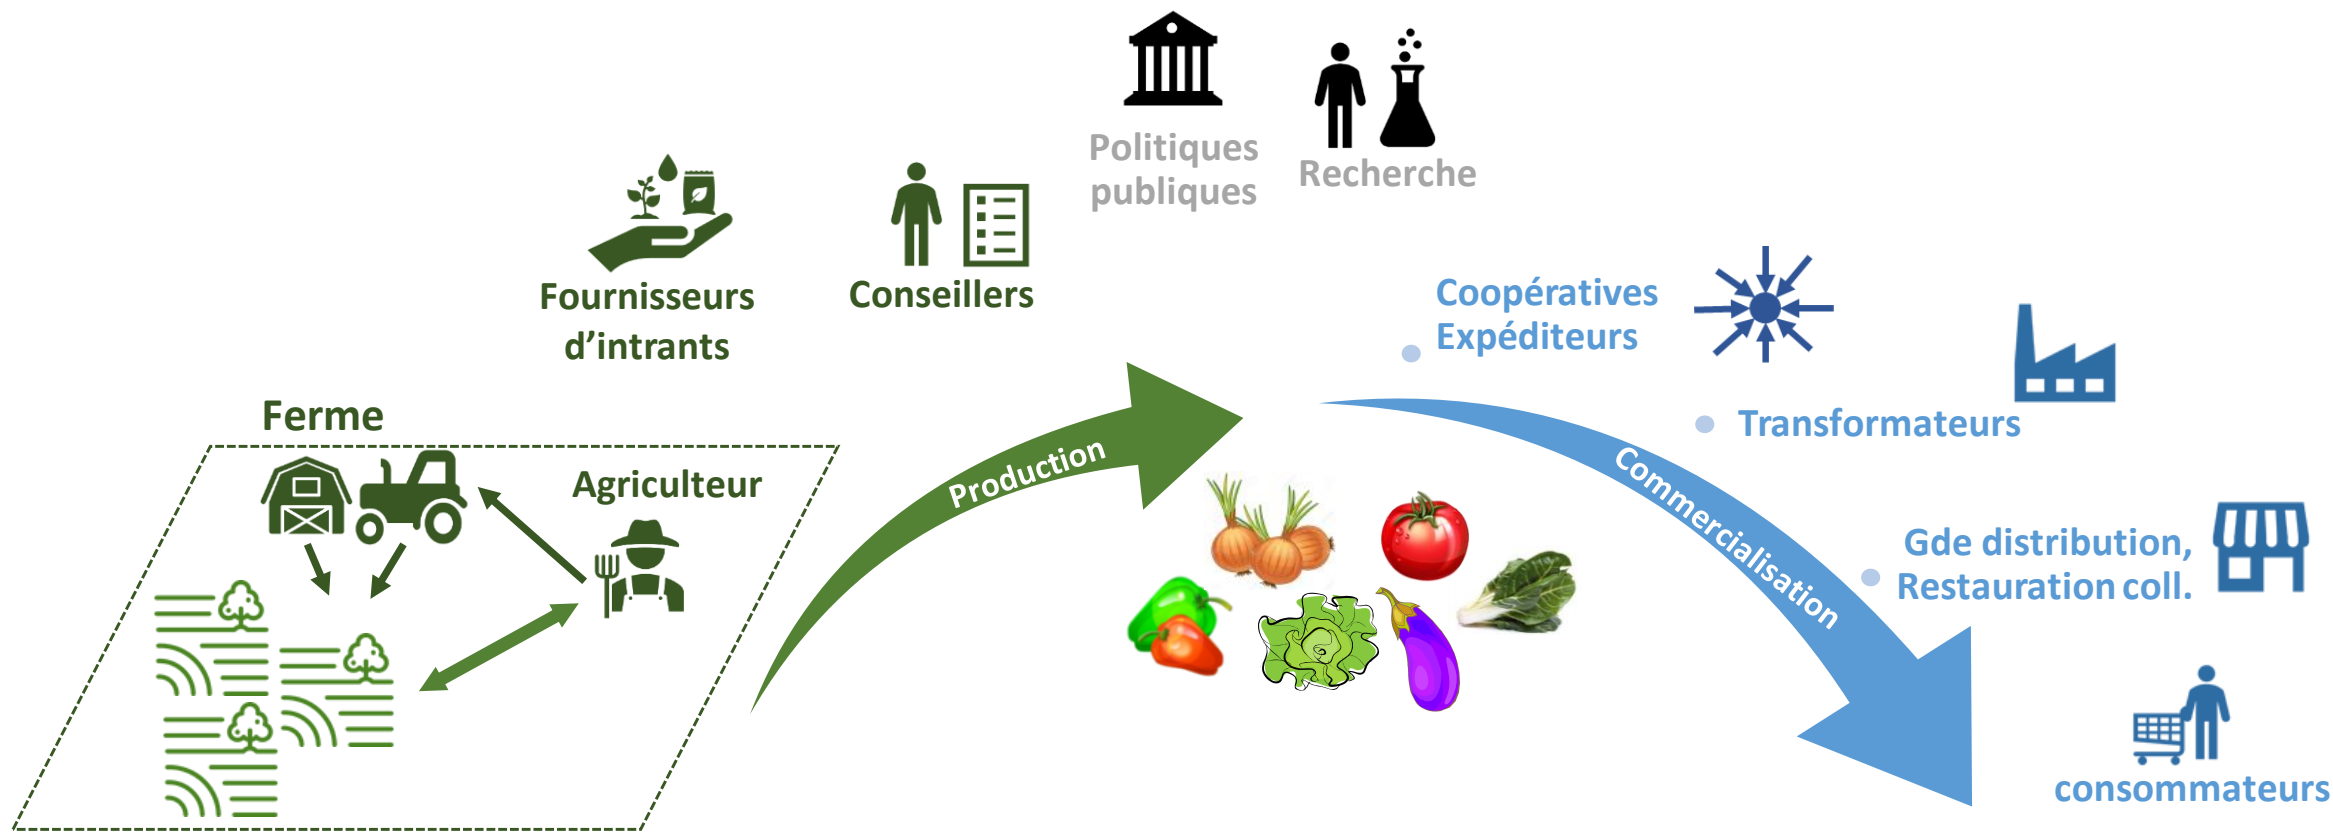 Politiques
publiques
Recherche
Fournisseurs
d’intrants
Conseillers
Coopératives
Expéditeurs
Transformateurs
Ferme
Agriculteur
Production
Commercialisation
Gde distribution,
Restauration coll.
consommateurs